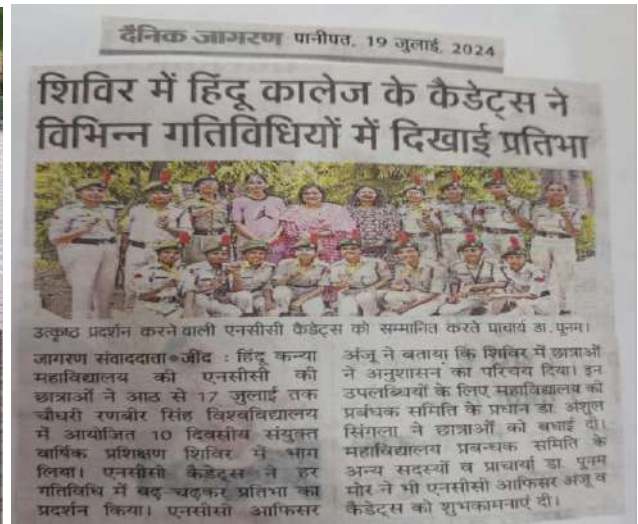 दैनिक जागरण पानीपत, 19 जुलाई, 2024
शिविर में हिंदू कालेज के कैडेट्स ने
विभिन्न गतिविधियों में दिखाई प्रतिभा
उत्कृष्ठ प्रदर्शन करने वाली एनसीसी कैडेट्स को सम्मानित करते प्राचार्य डा. पूनम।
जागरण संवाददाता●जींद : हिंदू कन्या
महाविद्यालय की एनसीसी की
छात्राओं ने आठ से 17 जुलाई तक
चौधरी रणबीर सिंह विश्वविद्यालय
में आयोजित 10 दिवसीय संयुक्त
वार्षिक प्रशिक्षण शिविर में भाग
लिया। एनसीसी कैडेट्स ने हर
गतिविधि में बढ़-चढ़कर प्रतिभा का
प्रदर्शन किया। एनसीसी आफिसर
अंजू ने बताया कि शिविर में छात्राओं
ने अनुशासन का परिचय दिया। इन
उपलब्धियों के लिए महाविद्यालय की
प्रबंधक समिति के प्रधान डा. अंशुल
सिंगला ने छात्राओं को बधाई दी।
महाविद्यालय प्रबन्धक समिति के
अन्य सदस्यों व प्राचार्या डा. पूनम
मोर ने भी एनसीसी आफिसर अंजू व
कैडेट्स को शुभकामनाएं दी।